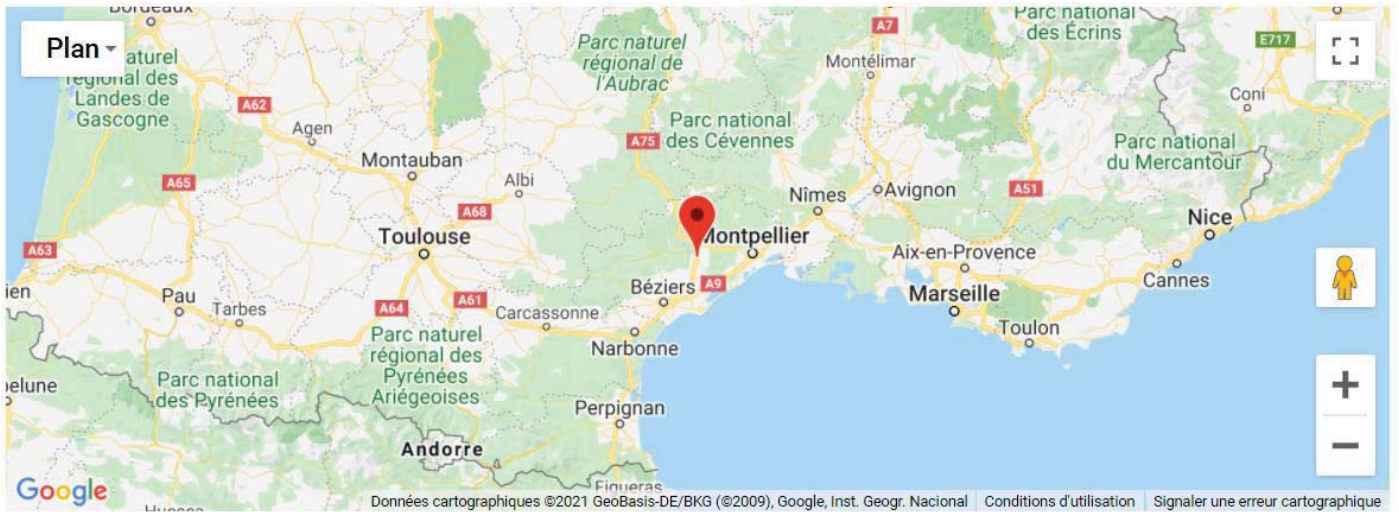 Bordeaux
Parc national
des Écrins
Plan
A7
E717
Parc naturel
régional de
l'Aubrac
Montélimar
naturel
régional des
Landes de
Gascogne
A62
Coni
Agen
A75
Parc national
des Cévennes
Parc national
du Mercantour
Montauban
A65
Albi
Nîmes
Avignon
A51
A68
Nice
Toulouse
Montpellier
A63
Aix-en-Provence
Cannes
ien
Pau
Tarbes
A64
A61
Béziers
A9
Marseille
Carcassonne
Toulon
Parc naturel
régional des
Pyrénées
Ariégeoises
Narbonne
elune
Parc national
des Pyrénées
Perpignan
Andorre
Google
Figueras
Huesca
Données cartographiques ©2021 GeoBasis-DE/BKG (©2009), Google, Inst. Geogr. Nacional
Conditions d'utilisation
Signaler une erreur cartographique